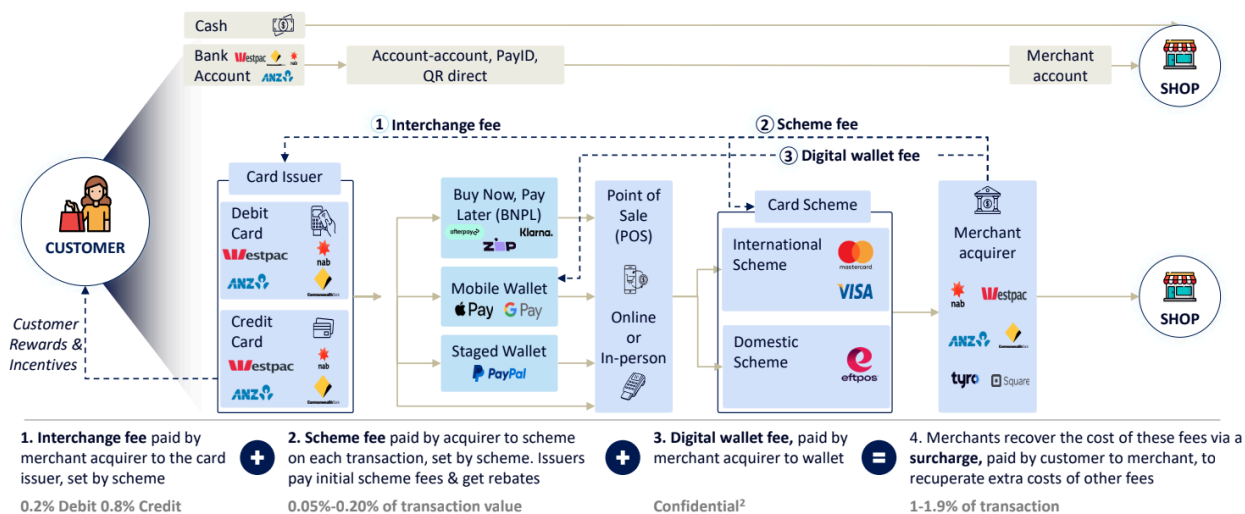 Cash
Bank Westpac nab
Account ANZ
Account-account, PayID,
QR direct
Merchant
account
SHOP
1 Interchange fee
2 Scheme fee
3 Digital wallet fee
CUSTOMER
Customer
Rewards &
Incentives
Card Issuer
Debit
Card
Westpac
nab
ANZ
CommonwealthBank
Credit
Card
Westpac
nab
ANZ
CommonwealthBank
Buy Now, Pay
Later (BNPL)
afterpay Klarna.
ZIP
Mobile Wallet
Pay G Pay
Staged Wallet
PayPal
Point of
Sale
(POS)
Online
or
In-person
Card Scheme
International
Scheme
mastercard
VISA
Domestic
Scheme
eftpos
Merchant
acquirer
nab Westpac
ANZ
CommonwealthBank
tyro Square
SHOP
1. Interchange fee paid by
merchant acquirer to the card
issuer, set by scheme
0.2% Debit 0.8% Credit
+
2. Scheme fee paid by acquirer to scheme
on each transaction, set by scheme. Issuers
pay initial scheme fees & get rebates
0.05%-0.20% of transaction value
+
3. Digital wallet fee, paid by
merchant acquirer to wallet
Confidential²
=
4. Merchants recover the cost of these fees via a
surcharge, paid by customer to merchant, to
recuperate extra costs of other fees
1-1.9% of transaction